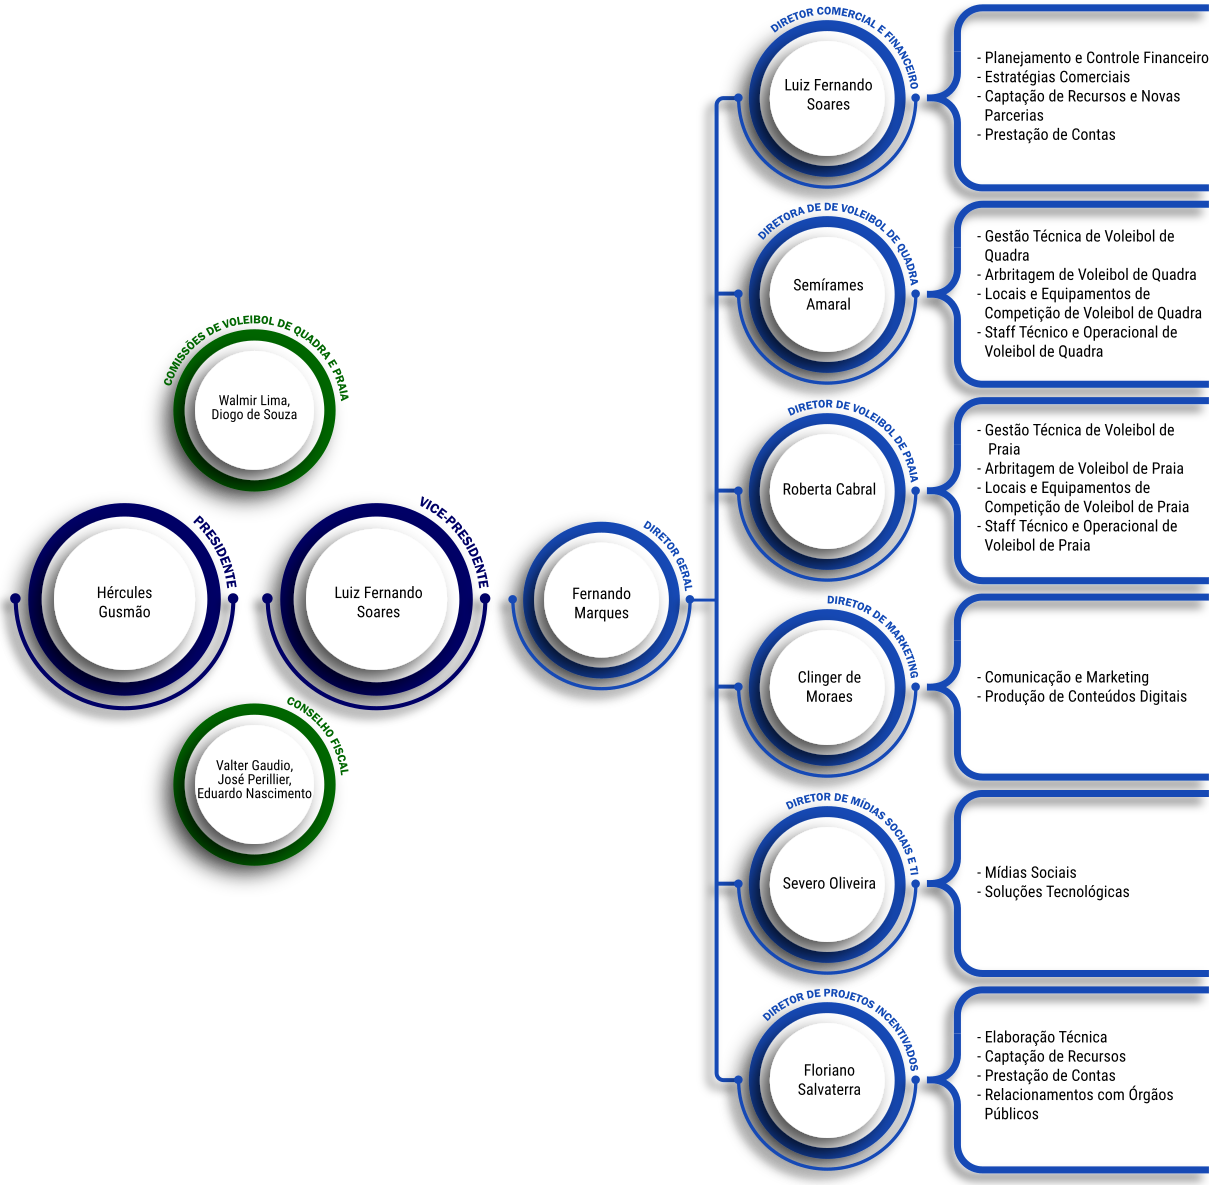 COMISSÕES DE VOLEIBOL DE QUADRA E PRAIA
Walmir Lima,
Diogo de Souza
PRESIDENTE
Hércules
Gusmão
VICE-PRESIDENTE
Luiz Fernando
Soares
CONSELHO FISCAL
Valter Gaudio,
José Perillier,
Eduardo Nascimento
DIRETOR GERAL
Fernando
Marques
DIRETOR COMERCIAL E FINANCEIRO
Luiz Fernando
Soares
- Planejamento e Controle Financeiro
- Estratégias Comerciais
- Captação de Recursos e Novas
Parcerias
- Prestação de Contas
DIRETORA DE DE VOLEIBOL DE QUADRA
Semírames
Amaral
- Gestão Técnica de Voleibol de
Quadra
- Arbritagem de Voleibol de Quadra
- Locais e Equipamentos de
Competição de Voleibol de Quadra
- Staff Técnico e Operacional de
Voleibol de Quadra
DIRETOR DE VOLEIBOL DE PRAIA
Roberta Cabral
- Gestão Técnica de Voleibol de
Praia
- Arbritagem de Voleibol de Praia
- Locais e Equipamentos de
Competição de Voleibol de Praia
- Staff Técnico e Operacional de
Voleibol de Praia
DIRETOR DE MARKETING
Clinger de
Moraes
- Comunicação e Marketing
- Produção de Conteúdos Digitais
DIRETOR DE MÍDIAS SOCIAIS E TI
Severo Oliveira
- Mídias Sociais
- Soluções Tecnológicas
DIRETOR DE PROJETOS INCENTIVADOS
Floriano
Salvaterra
- Elaboração Técnica
- Captação de Recursos
- Prestação de Contas
- Relacionamentos com Órgãos
Públicos